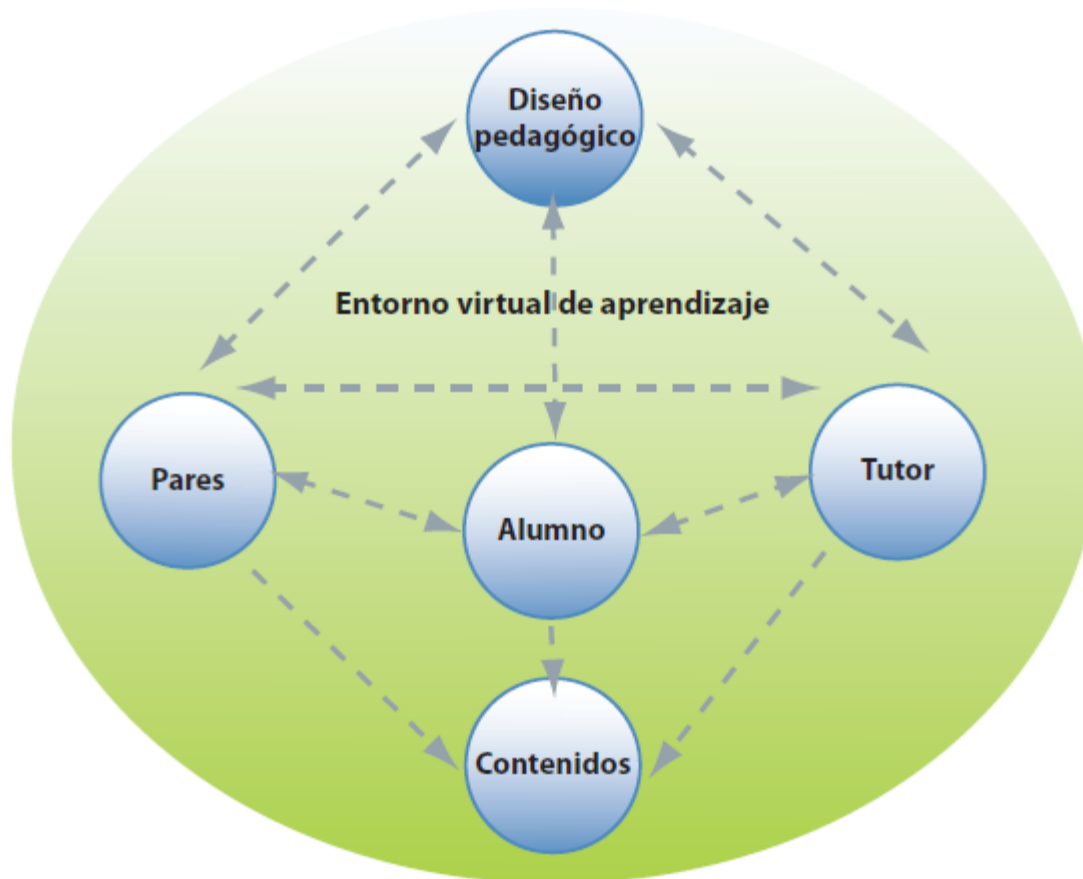 Diseño
pedagógico
Entorno virtual de aprendizaje
Pares
Alumno
Tutor
Contenidos